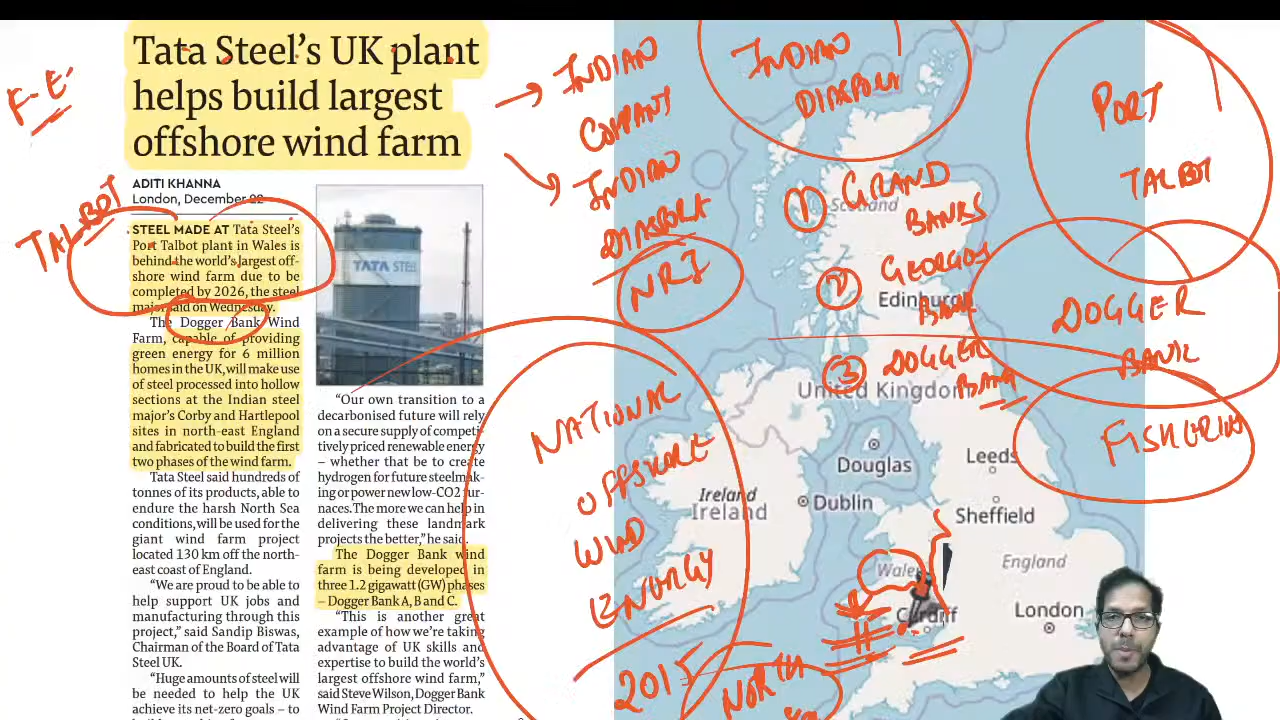 Tata Steel's UK plant
helps build largest
offshore wind farm
ADITI KHANNA
London, December 22
STEEL MADE AT Tata Steel's
Port Talbot plant in Wales is
behind the world's largest off-
shore wind farm due to be
completed by 2026, the steel
major said on Wednesday.
The Dogger Bank Wind
Farm, capable of providing
green energy for 6 million
homes in the UK, will make use
of steel processed into hollow
sections at the Indian steel
major's Corby and Hartlepool
sites in north-east England
and fabricated to build the first
two phases of the wind farm.
Tata Steel said hundreds of
tonnes of its products, able to
endure the harsh North Sea
conditions, will be used for the
giant wind farm project
located 130 km off the north-
east coast of England.
"We are proud to be able to
help support UK jobs and
manufacturing through this
project," said Sandip Biswas,
Chairman of the Board of Tata
Steel UK.
"Huge amounts of steel will
be needed to help the UK
achieve its net-zero goals – to
TATA STEEL
"Our own transition to a
decarbonised future will rely
on a secure supply of competi-
tively priced renewable energy
– whether that be to create
hydrogen for future steelmak-
ing or power new low-CO2 fur-
naces. The more we can help in
delivering these landmark
projects the better," he said.
The Dogger Bank wind
farm is being developed in
three 1.2 gigawatt (GW) phases
– Dogger Bank A, B and C.
"This is another great
example of how we're taking
advantage of UK skills and
expertise to build the world's
largest offshore wind farm,"
said Steve Wilson, Dogger Bank
Wind Farm Project Director.
F.E.
TALBOT
INDIAN
COMPANY
INDIAN
DIASPORA
NRI
NATIONAL
OFFSHORE
WIND
ENORGY
2015
NORTH
INDIAN
DIASPORA
① GRAND
BANKS
② GEORGOS
BANK
③ DOGGER
BANK
PORT
TALBOT
DOGGER
BANK
Scotland
Edinburgh
United Kingdom
Douglas
Leeds
Ireland
Ireland
Dublin
Sheffield
Wales
England
Cardiff
London